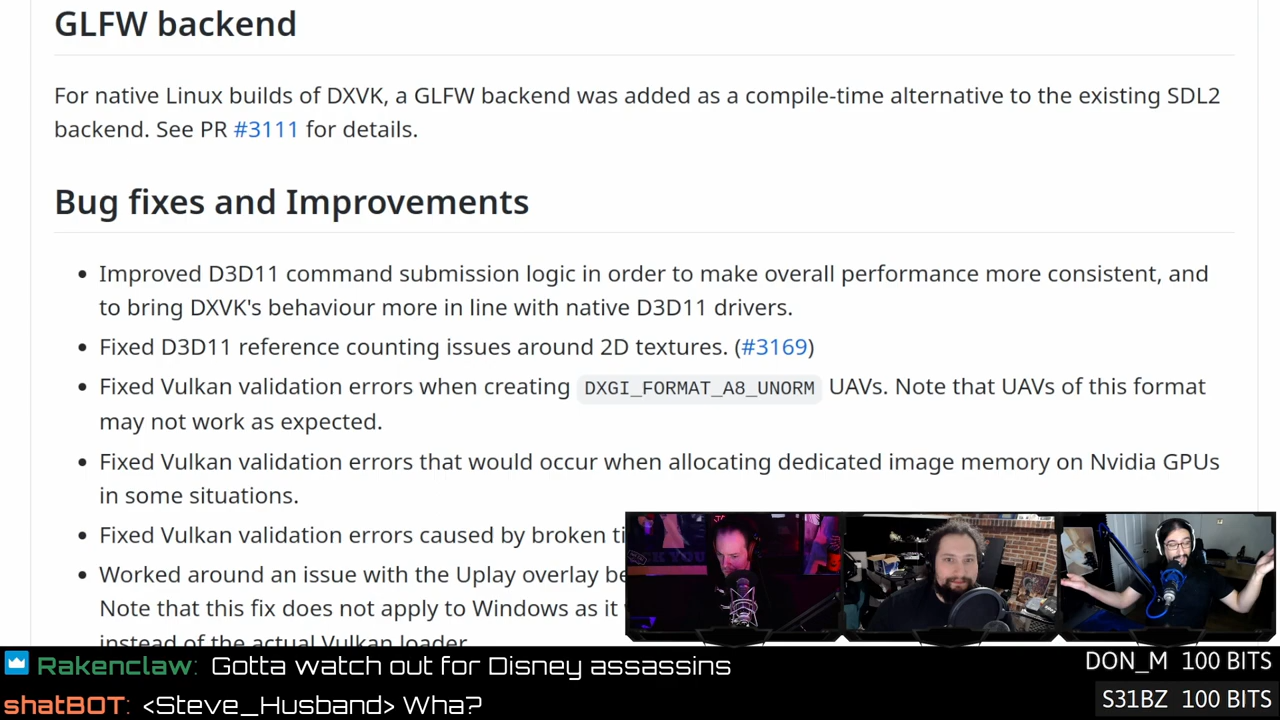 GLFW backend
For native Linux builds of DXVK, a GLFW backend was added as a compile-time alternative to the existing SDL2
backend. See PR #3111 for details.
Bug fixes and Improvements
• Improved D3D11 command submission logic in order to make overall performance more consistent, and
to bring DXVK's behaviour more in line with native D3D11 drivers.
• Fixed D3D11 reference counting issues around 2D textures. (#3169)
• Fixed Vulkan validation errors when creating DXGI_FORMAT_A8_UNORM UAVs. Note that UAVs of this format
may not work as expected.
• Fixed Vulkan validation errors that would occur when allocating dedicated image memory on Nvidia GPUs
in some situations.
• Fixed Vulkan validation errors caused by broken
• Worked around an issue with the Uplay overlay
Note that this fix does not apply to Windows as it
instead of the actual Vulkan loader.
Rakenclaw: Gotta watch out for Disney assassins
shatBOT: <Steve_Husband> Wha?
DON_M 100 BITS
S31BZ 100 BITS